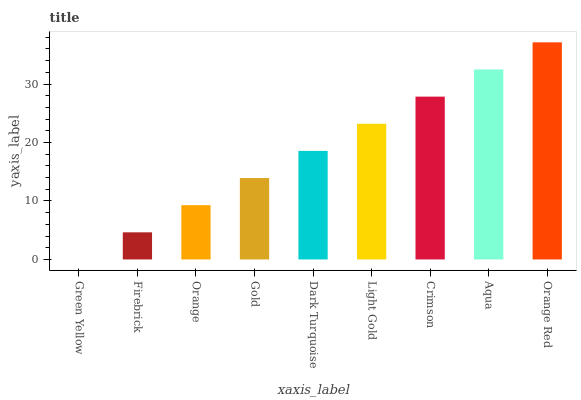 title
yaxis_label
30
20
10
0
Green Yellow
Firebrick
Orange
Gold
Dark Turquoise
Light Gold
Crimson
Aqua
Orange Red
xaxis_label